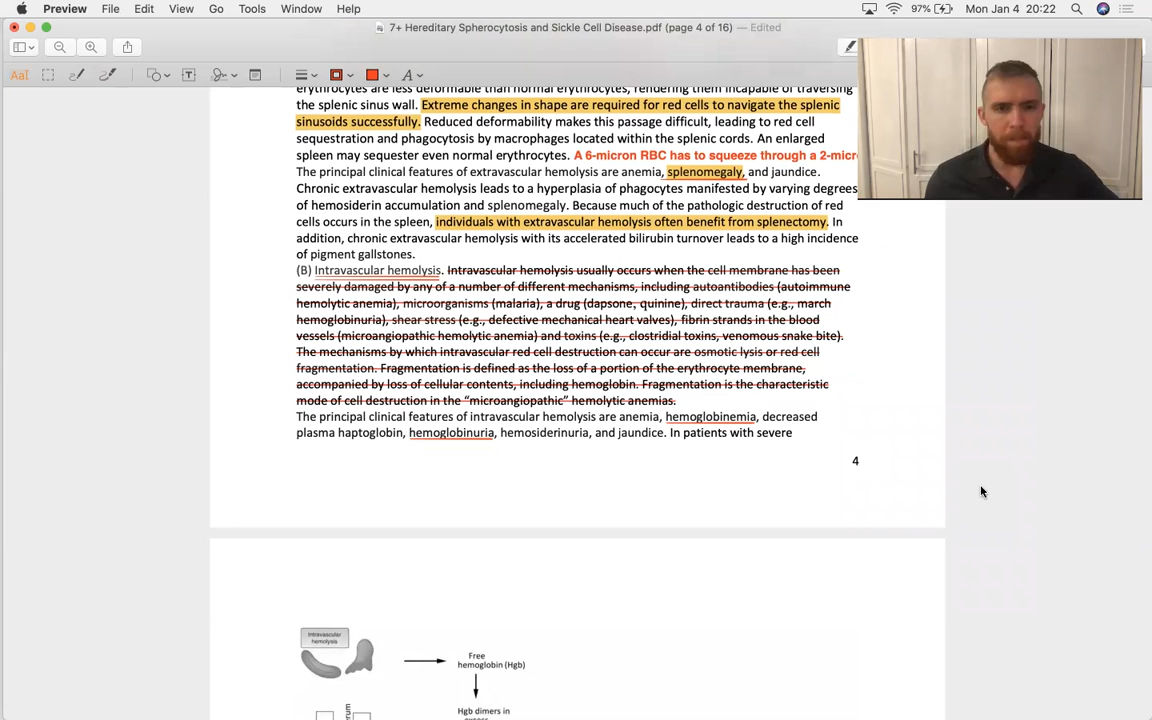 Preview File Edit View Go Tools Window Help 97% Mon Jan 4 20:22
7+ Hereditary Spherocytosis and Sickle Cell Disease.pdf (page 4 of 16) — Edited
erythrocytes are less deformable than normal erythrocytes, rendering them incapable of traversing
the splenic sinus wall. Extreme changes in shape are required for red cells to navigate the splenic
sinusoids successfully. Reduced deformability makes this passage difficult, leading to red cell
sequestration and phagocytosis by macrophages located within the splenic cords. An enlarged
spleen may sequester even normal erythrocytes. A 6-micron RBC has to squeeze through a 2-micr
The principal clinical features of extravascular hemolysis are anemia, splenomegaly, and jaundice.
Chronic extravascular hemolysis leads to a hyperplasia of phagocytes manifested by varying degrees
of hemosiderin accumulation and splenomegaly. Because much of the pathologic destruction of red
cells occurs in the spleen, individuals with extravascular hemolysis often benefit from splenectomy. In
addition, chronic extravascular hemolysis with its accelerated bilirubin turnover leads to a high incidence
of pigment gallstones.
(B) Intravascular hemolysis. Intravascular hemolysis usually occurs when the cell membrane has been
severely damaged by any of a number of different mechanisms, including autoantibodies (autoimmune
hemolytic anemia), microorganisms (malaria), a drug (dapsone, quinine), direct trauma (e.g., march
hemoglobinuria), shear stress (e.g., defective mechanical heart valves), fibrin strands in the blood
vessels (microangiopathic hemolytic anemia) and toxins (e.g., clostridial toxins, venomous snake bite).
The mechanisms by which intravascular red cell destruction can occur are osmotic lysis or red cell
fragmentation. Fragmentation is defined as the loss of a portion of the erythrocyte membrane,
accompanied by loss of cellular contents, including hemoglobin. Fragmentation is the characteristic
mode of cell destruction in the “microangiopathic” hemolytic anemias.
The principal clinical features of intravascular hemolysis are anemia, hemoglobinemia, decreased
plasma haptoglobin, hemoglobinuria, hemosiderinuria, and jaundice. In patients with severe
4
Intravascular
hemolysis
Free
hemoglobin (Hgb)
Hgb dimers in